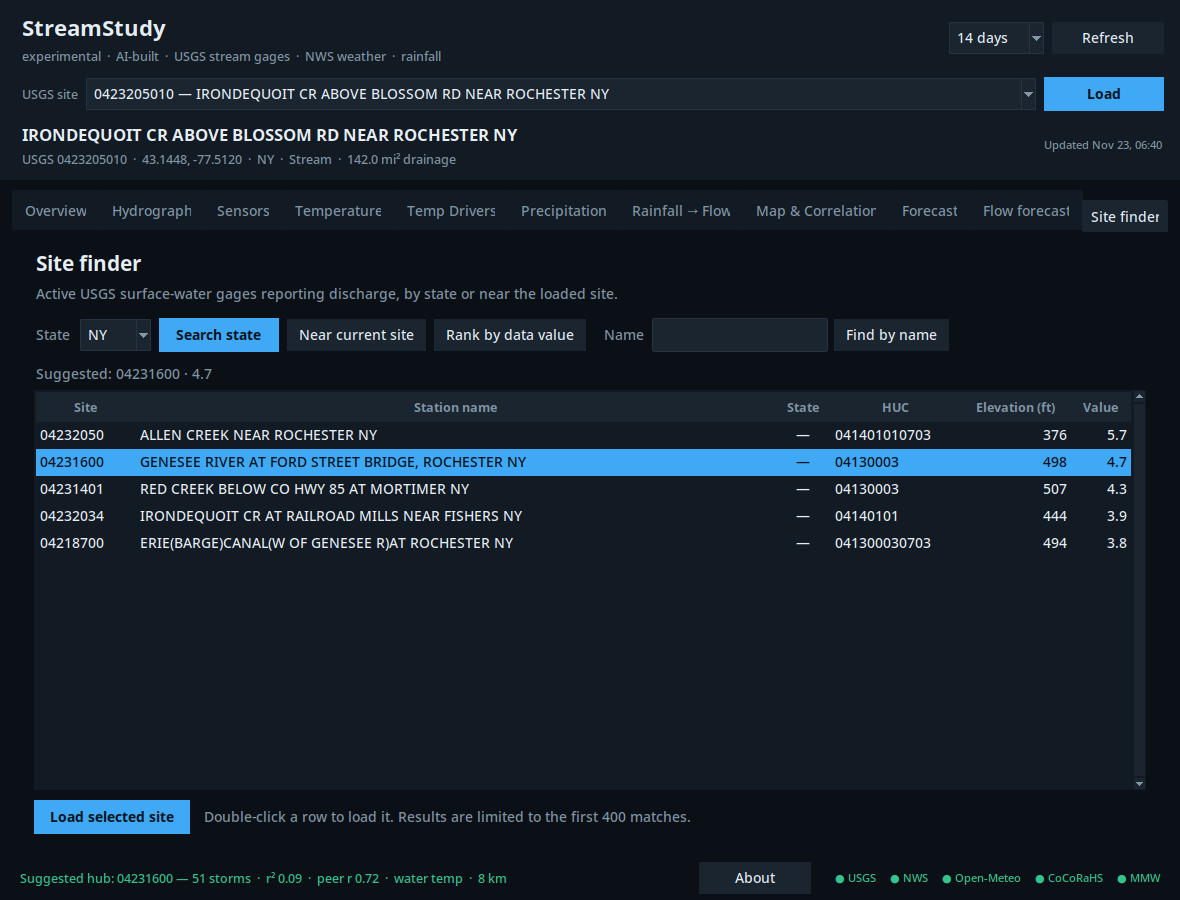 StreamStudy
experimental · AI-built · USGS stream gages · NWS weather · rainfall
14 days
Refresh
USGS site
0423205010 — IRONDEQUOIT CR ABOVE BLOSSOM RD NEAR ROCHESTER NY
Load
IRONDEQUOIT CR ABOVE BLOSSOM RD NEAR ROCHESTER NY
USGS 0423205010 · 43.1448, -77.5120 · NY · Stream · 142.0 mi² drainage
Updated Nov 23, 06:40
Overview Hydrograph Sensors Temperature Temp Drivers Precipitation Rainfall → Flow Map & Correlation Forecast Flow forecast Site finder
Site finder
Active USGS surface-water gages reporting discharge, by state or near the loaded site.
State NY Search state Near current site Rank by data value Name Find by name
Suggested: 04231600 · 4.7
Site Station name State HUC Elevation (ft) Value
04232050 ALLEN CREEK NEAR ROCHESTER NY — 041401010703 376 5.7
04231600 GENESEE RIVER AT FORD STREET BRIDGE, ROCHESTER NY — 04130003 498 4.7
04231401 RED CREEK BELOW CO HWY 85 AT MORTIMER NY — 04130003 507 4.3
04232034 IRONDEQUOIT CR AT RAILROAD MILLS NEAR FISHERS NY — 04140101 444 3.9
04218700 ERIE(BARGE)CANAL(W OF GENESEE R)AT ROCHESTER NY — 041300030703 494 3.8
Load selected site
Double-click a row to load it. Results are limited to the first 400 matches.
Suggested hub: 04231600 — 51 storms · r² 0.09 · peer r 0.72 · water temp · 8 km
About
USGS NWS Open-Meteo CoCoRaHS MMW